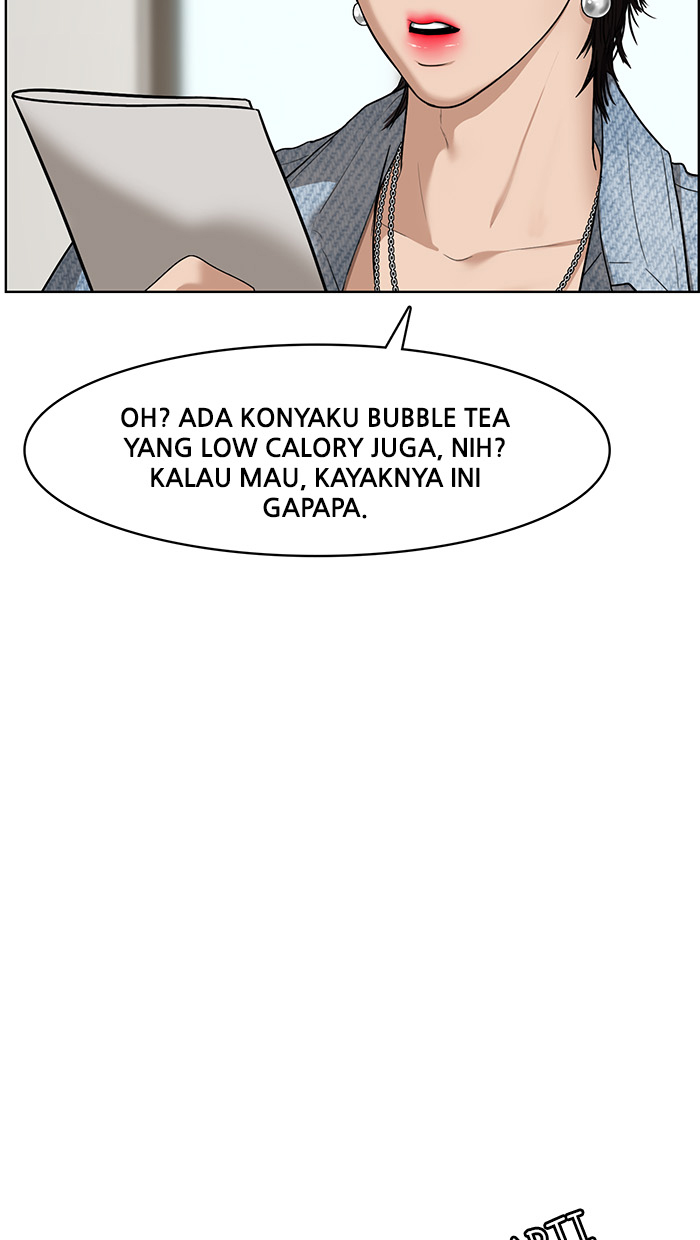 OH? ADA KONYAKU BUBBLE TEA
YANG LOW CALORY JUGA, NIH?
KALAU MAU, KAYAKNYA INI
GAPAPA.